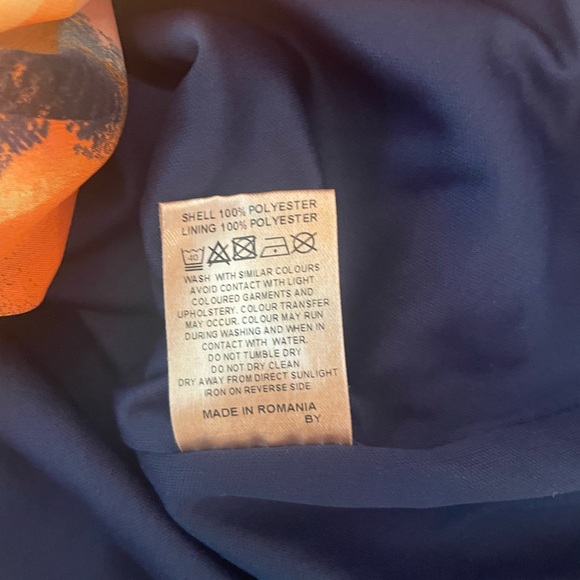 SHELL 100% POLYESTER
LINING 100% POLYESTER
40
WASH WITH SIMILAR COLOURS
AVOID CONTACT WITH LIGHT
COLOURED GARMENTS AND
UPHOLSTERY. COLOUR TRANSFER
MAY OCCUR. COLOUR MAY RUN
DURING WASHING AND WHEN IN
CONTACT WITH WATER.
DO NOT TUMBLE DRY
DO NOT DRY CLEAN
DRY AWAY FROM DIRECT SUNLIGHT
IRON ON REVERSE SIDE
MADE IN ROMANIA
BY